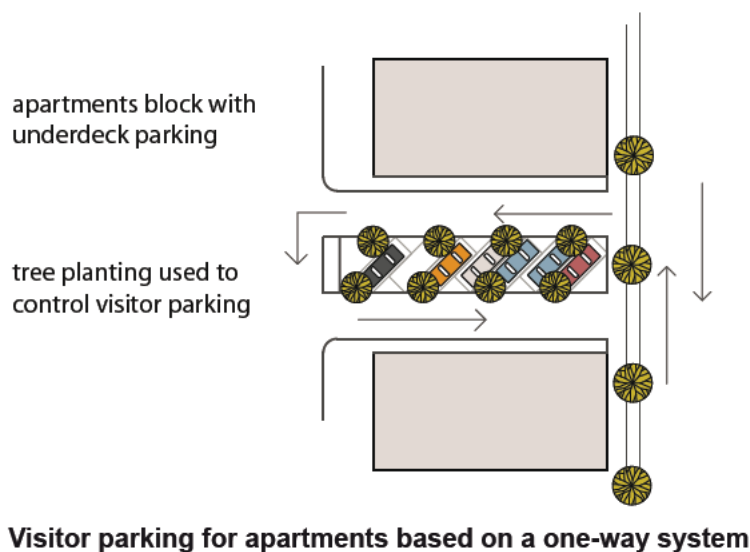 apartments block with
underdeck parking
tree planting used to
control visitor parking
Visitor parking for apartments based on a one-way system